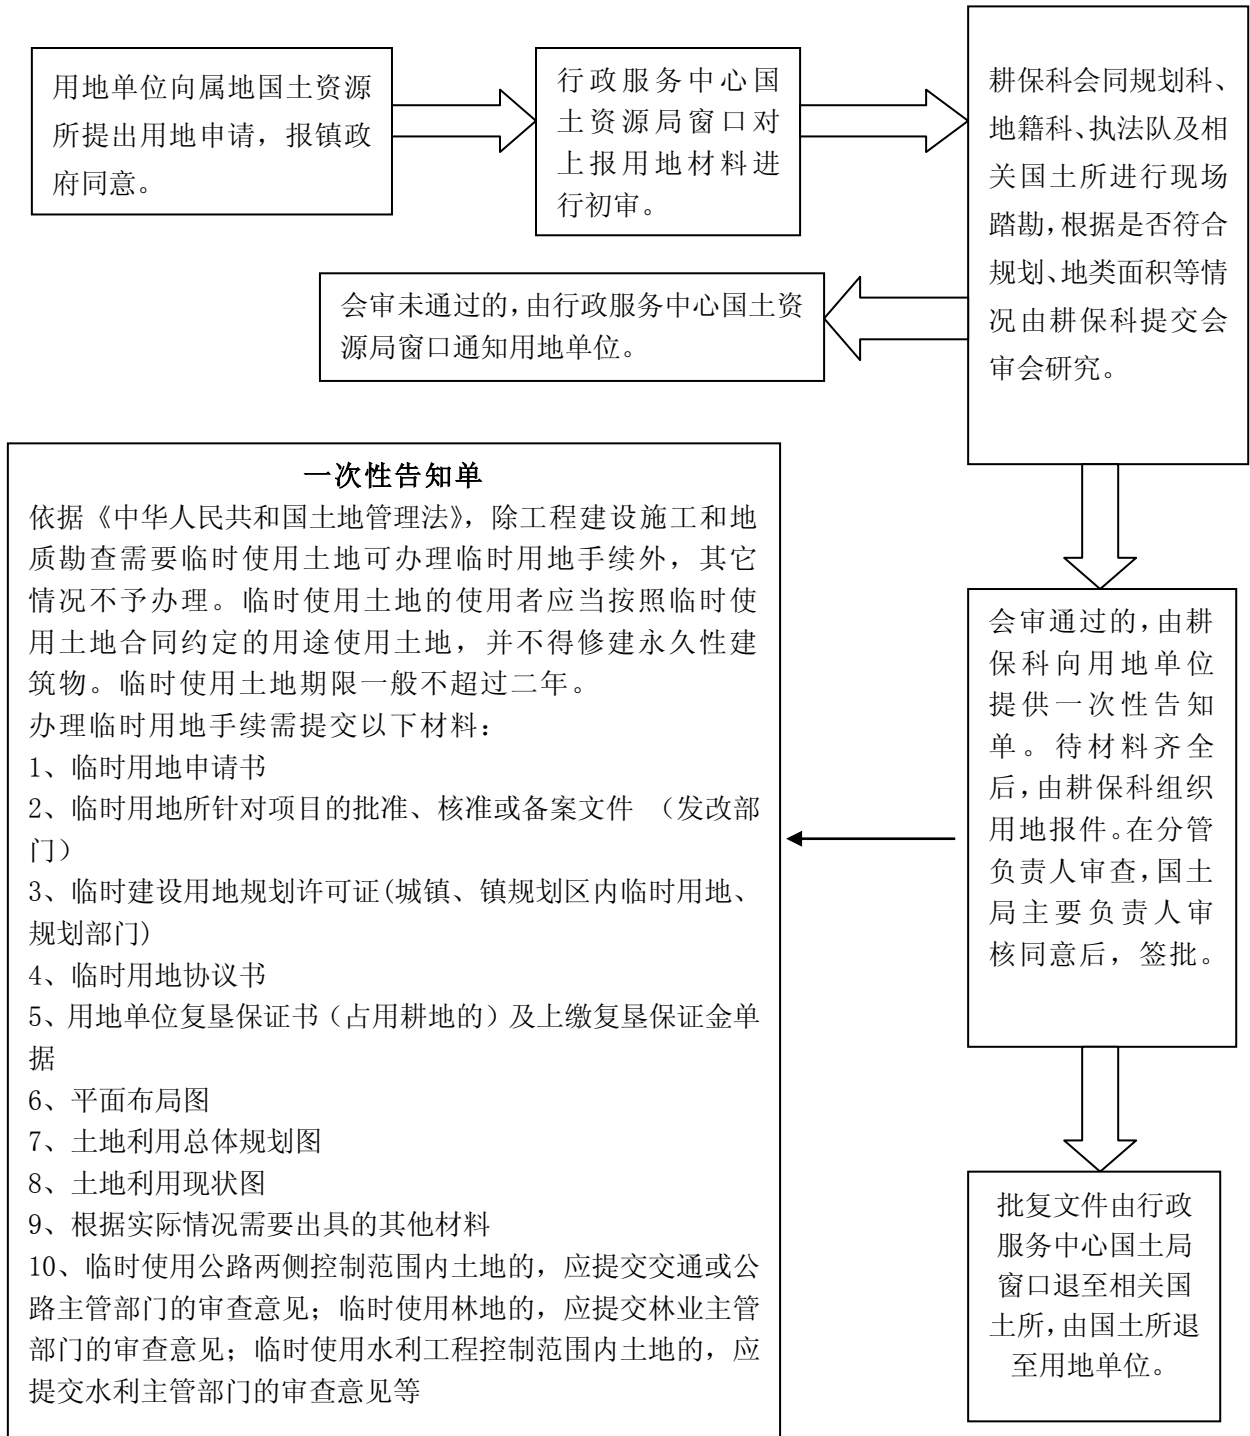 用地单位向属地国土资源
所提出用地申请，报镇政
府同意。
行政服务中心国
土资源局窗口对
上报用地材料进
行初审。
耕保科会同规划科、
地籍科、执法队及相
关国土所进行现场
踏勘，根据是否符合
规划、地类面积等情
况由耕保科提交会
审会研究。
会审未通过的，由行政服务中心国土资
源局窗口通知用地单位。
会审通过的，由耕
保科向用地单位
提供一次性告知
单。待材料齐全
后，由耕保科组织
用地报件。在分管
负责人审查，国土
局主要负责人审
核同意后，签批。
一次性告知单
依据《中华人民共和国土地管理法》，除工程建设施工和地
质勘查需要临时使用土地可办理临时用地手续外，其它
情况不予办理。临时使用土地的使用者应当按照临时使
用土地合同约定的用途使用土地，并不得修建永久性建
筑物。临时使用土地期限一般不超过二年。
办理临时用地手续需提交以下材料：
1、临时用地申请书
2、临时用地所针对项目的批准、核准或备案文件 （发改部
门）
3、临时建设用地规划许可证(城镇、镇规划区内临时用地、
规划部门)
4、临时用地协议书
5、用地单位复垦保证书（占用耕地的）及上缴复垦保证金单
据
6、平面布局图
7、土地利用总体规划图
8、土地利用现状图
9、根据实际情况需要出具的其他材料
10、临时使用公路两侧控制范围内土地的，应提交交通或公
路主管部门的审查意见；临时使用林地的，应提交林业主管
部门的审查意见；临时使用水利工程控制范围内土地的，应
提交水利主管部门的审查意见等
批复文件由行政
服务中心国土局
窗口退至相关国
土所，由国土所退
至用地单位。